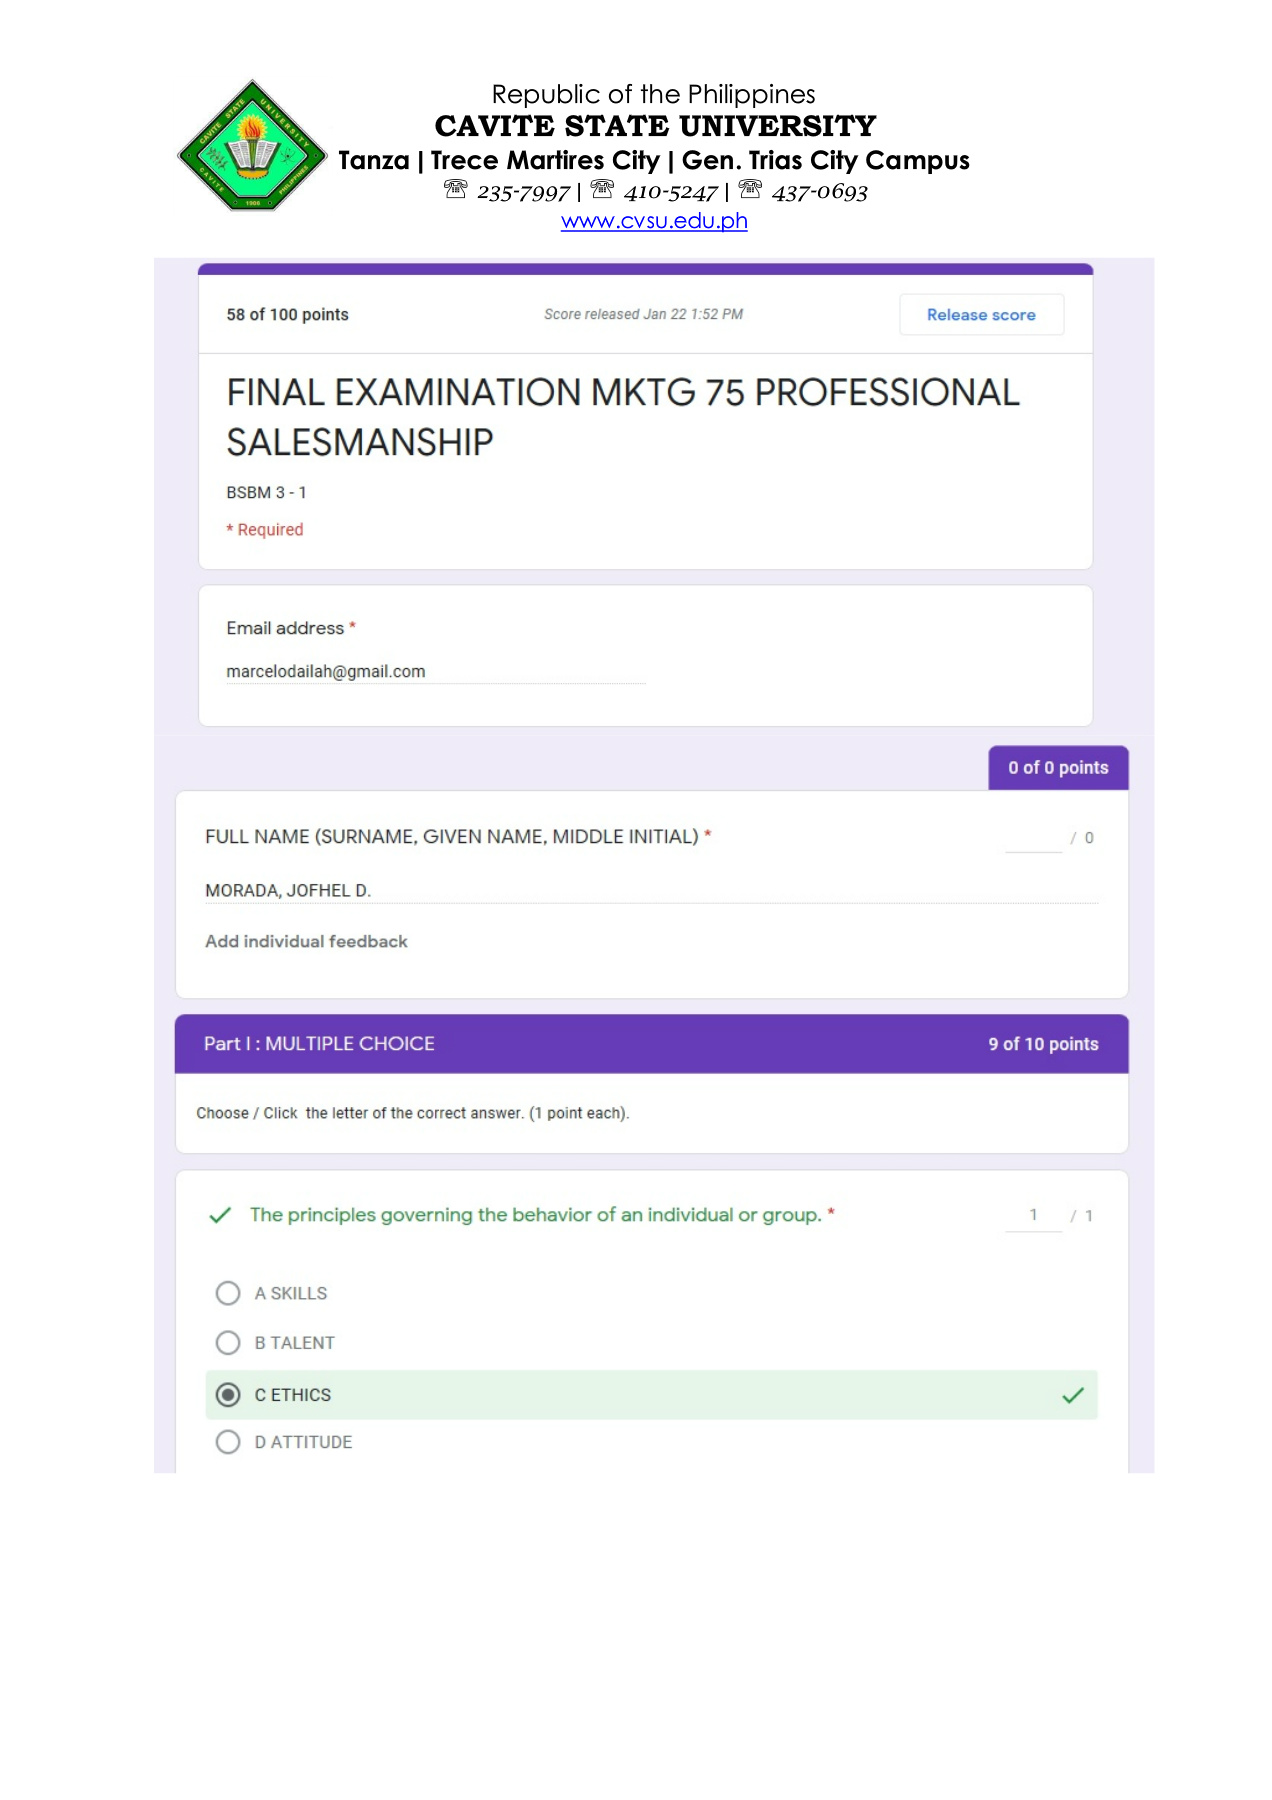 Republic of the Philippines
CAVITE STATE UNIVERSITY
Tanza | Trece Martires City | Gen. Trias City Campus
☏ 235-7997 | ☏ 410-5247 | ☏ 437-0693
www.cvsu.edu.ph
CAVITE STATE UNIVERSITY
CAVITE PHILIPPINES
1906
58 of 100 points Score released Jan 22 1:52 PM Release score
FINAL EXAMINATION MKTG 75 PROFESSIONAL
SALESMANSHIP
BSBM 3 - 1
* Required
Email address *
marcelodailah@gmail.com
0 of 0 points
FULL NAME (SURNAME, GIVEN NAME, MIDDLE INITIAL) * / 0
MORADA, JOFHEL D.
Add individual feedback
Part I : MULTIPLE CHOICE 9 of 10 points
Choose / Click the letter of the correct answer. (1 point each).
The principles governing the behavior of an individual or group. * 1 / 1
A SKILLS
B TALENT
C ETHICS
D ATTITUDE